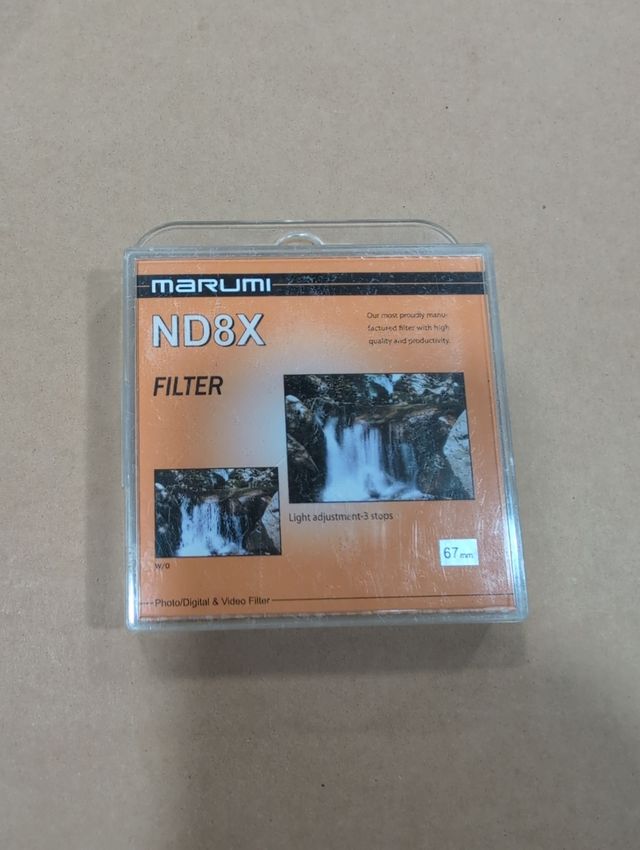 marumi
ND8X
Our most proudly manu-
factured filter with high
quality and productivity.
FILTER
Light adjustment-3 stops
W/O
67mm
Photo/Digital & Video Filter